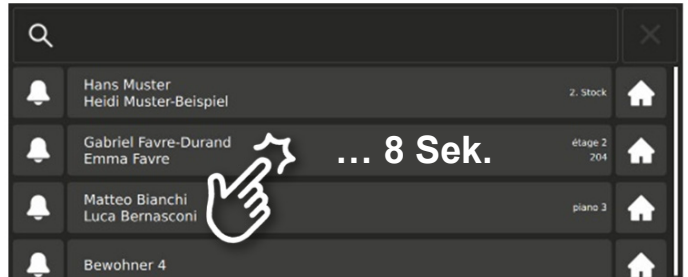 Hans Muster
Heidi Muster-Beispiel
2. Stock
Gabriel Favre-Durand
Emma Favre
... 8 Sek.
étage 2
204
Matteo Bianchi
Luca Bernasconi
piano 3
Bewohner 4